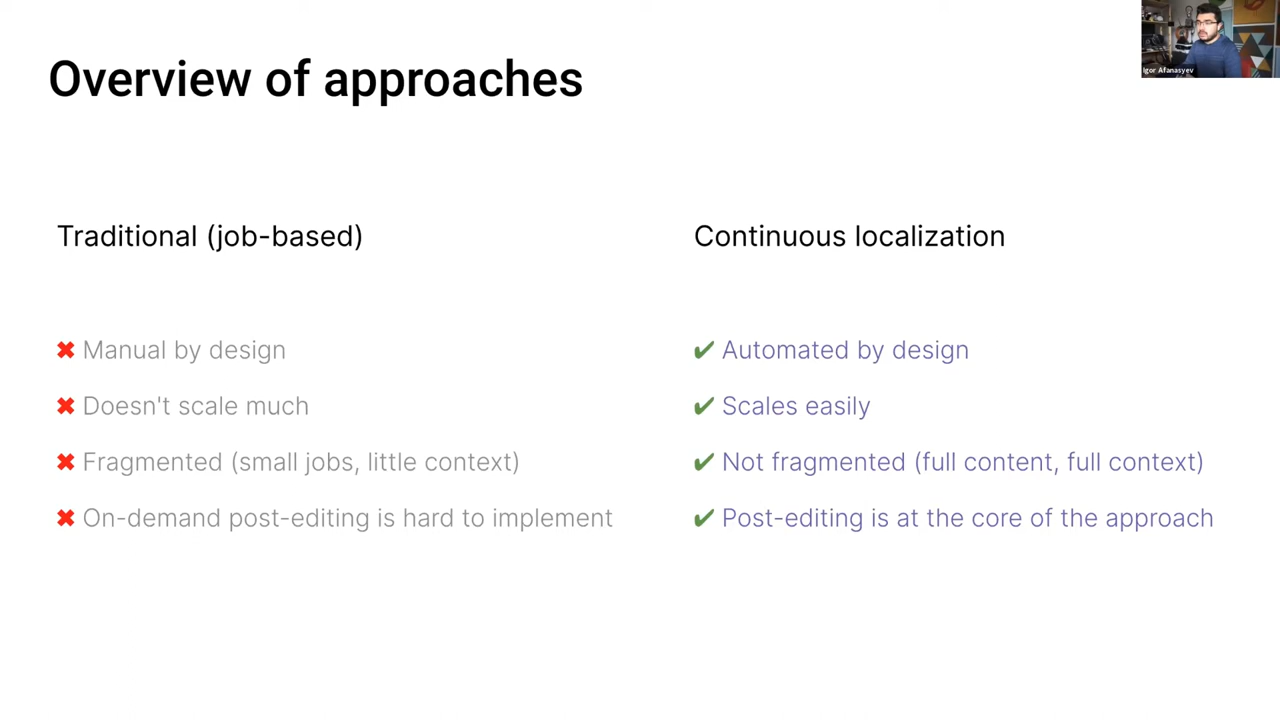 Overview of approaches
Igor Afanasyev
Traditional (job-based)
✖ Manual by design
✖ Doesn't scale much
✖ Fragmented (small jobs, little context)
✖ On-demand post-editing is hard to implement
Continuous localization
✔ Automated by design
✔ Scales easily
✔ Not fragmented (full content, full context)
✔ Post-editing is at the core of the approach